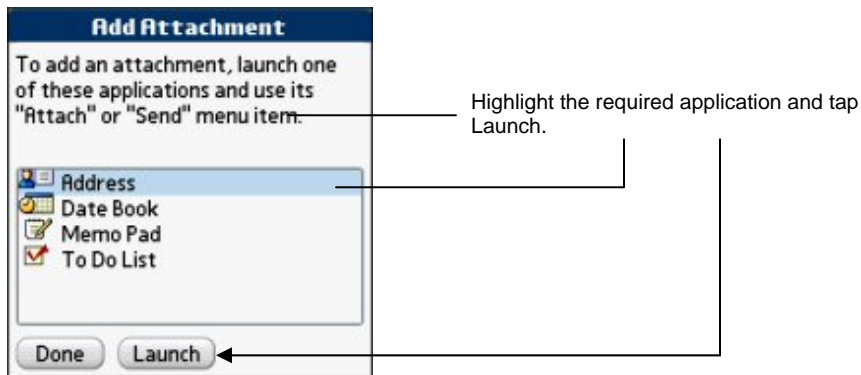 Add Attachment
To add an attachment, launch one
of these applications and use its
"Attach" or "Send" menu item.
Highlight the required application and tap
Launch.
Address
Date Book
Memo Pad
To Do List
Done Launch